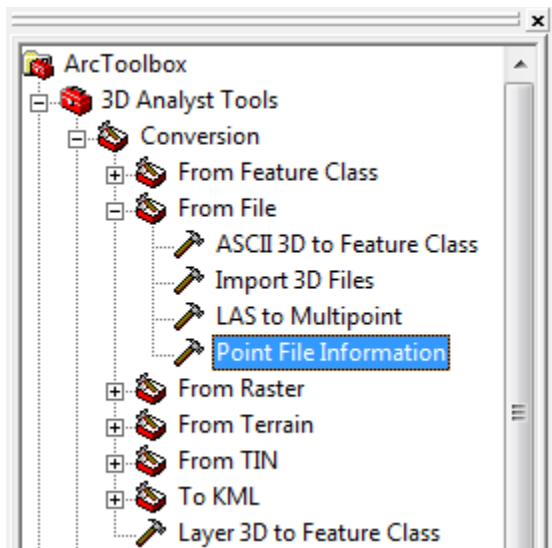 ArcToolbox
3D Analyst Tools
Conversion
From Feature Class
From File
ASCII 3D to Feature Class
Import 3D Files
LAS to Multipoint
Point File Information
From Raster
From Terrain
From TIN
To KML
Layer 3D to Feature Class